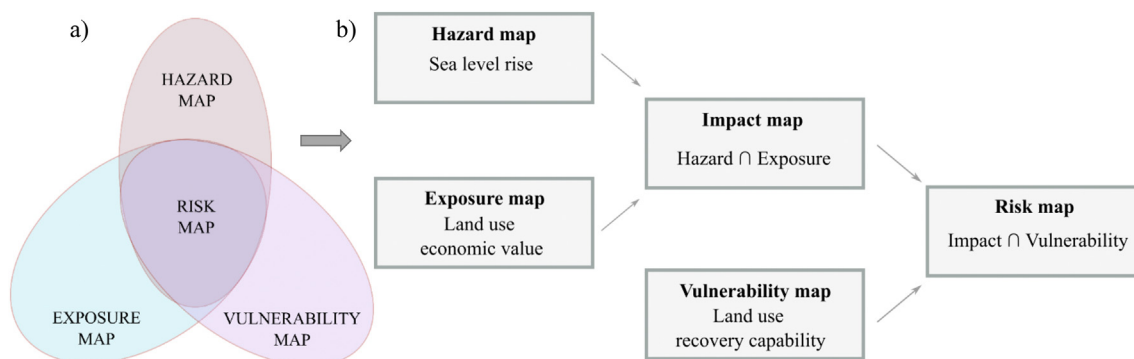 a)
HAZARD
MAP
RISK
MAP
EXPOSURE
MAP
VULNERABILITY
MAP
b)
Hazard map
Sea level rise
Exposure map
Land use
economic value
Impact map
Hazard ∩ Exposure
Vulnerability map
Land use
recovery capability
Risk map
Impact ∩ Vulnerability